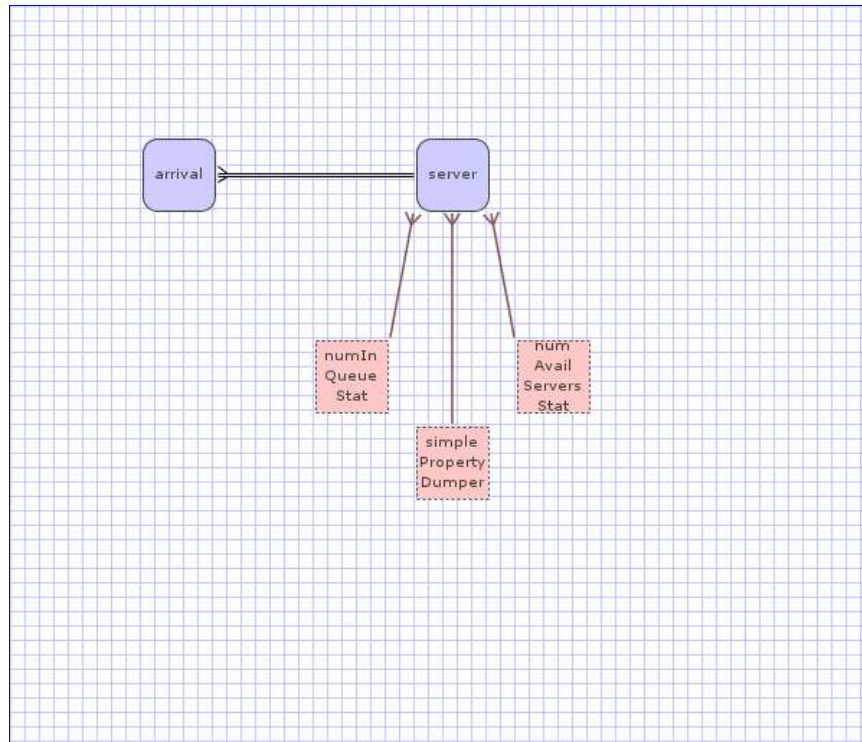 arrival
server
numIn
Queue
Stat
num
Avail
Servers
Stat
simple
Property
Dumper